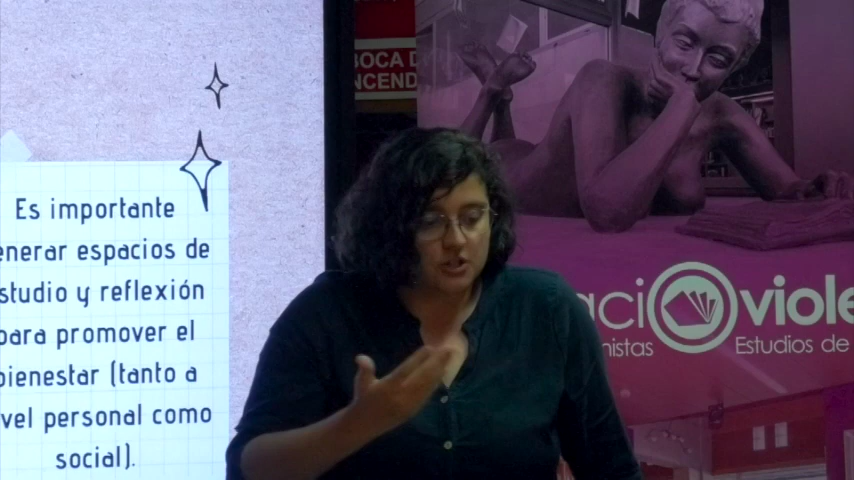 Es importante
enerar espacios de
studio y reflexión
para promover el
bienestar (tanto a
vel personal como
social).
BOCA D
NCEND
aci viole
nistas Estudios de